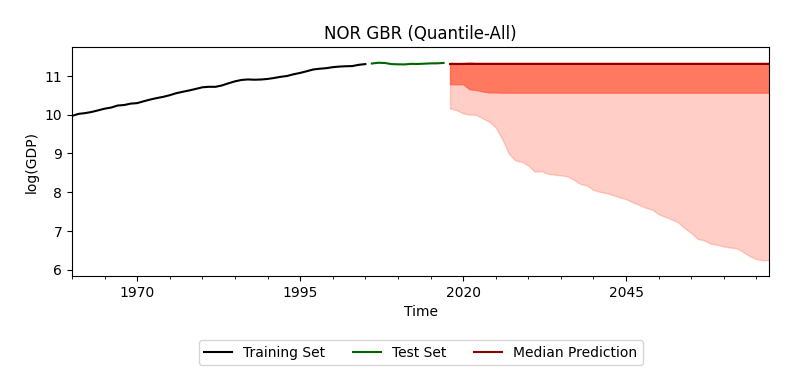 NOR GBR (Quantile-All)
log(GDP)
11
10
9
8
7
6
1970 1995 2020 2045
Time
Training Set Test Set Median Prediction